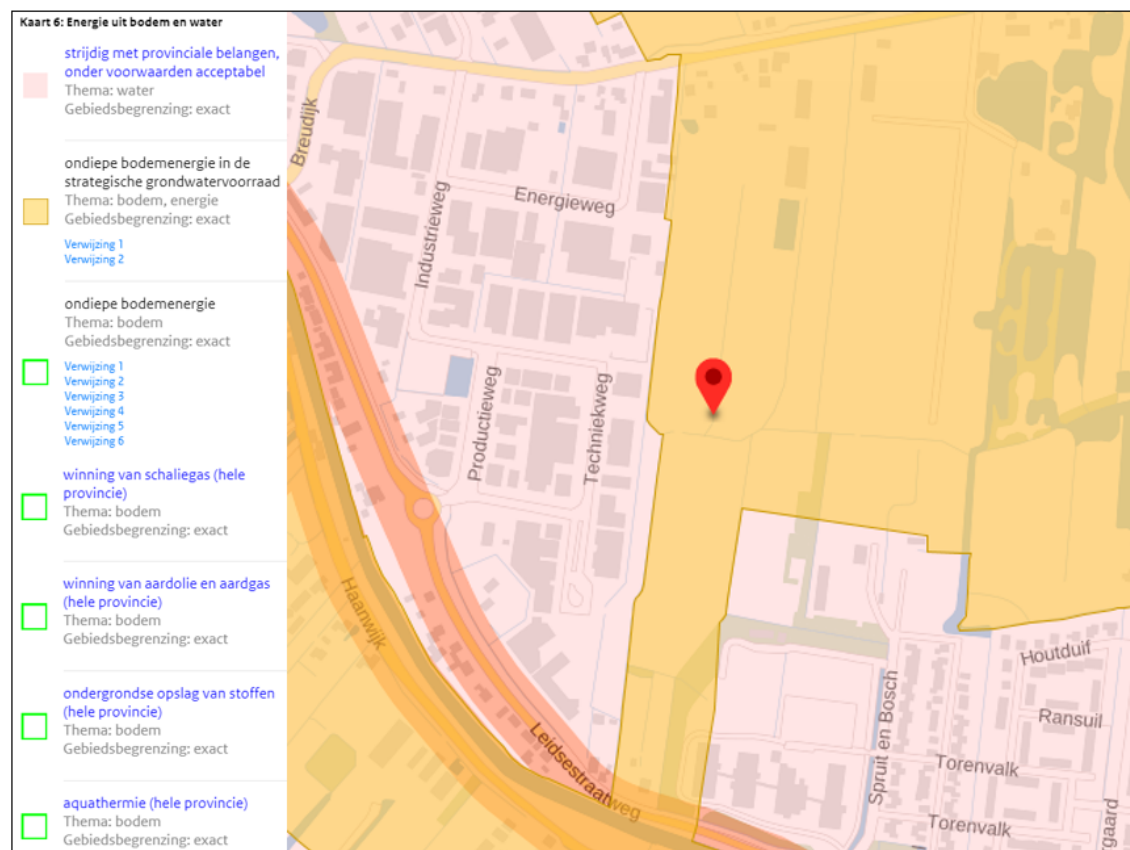 Kaart 6: Energie uit bodem en water
strijdig met provinciale belangen,
onder voorwaarden acceptabel
Thema: water
Gebiedsbegrenzing: exact
ondiepe bodemenergie in de
strategische grondwatervoorraad
Thema: bodem, energie
Gebiedsbegrenzing: exact
Verwijzing 1
Verwijzing 2
ondiepe bodemenergie
Thema: bodem
Gebiedsbegrenzing: exact
Verwijzing 1
Verwijzing 2
Verwijzing 3
Verwijzing 4
Verwijzing 5
Verwijzing 6
winning van schaliegas (hele
provincie)
Thema: bodem
Gebiedsbegrenzing: exact
winning van aardolie en aardgas
(hele provincie)
Thema: bodem
Gebiedsbegrenzing: exact
ondergrondse opslag van stoffen
(hele provincie)
Thema: bodem
Gebiedsbegrenzing: exact
aquathermie (hele provincie)
Thema: bodem
Gebiedsbegrenzing: exact
Breudijk
Energieweg
Industrieweg
Productieweg
Techniekweg
Haanwijk
Leidsestraatweg
Houtduif
Ransuil
Spruit en Bosch
Torenvalk
Torenvalk